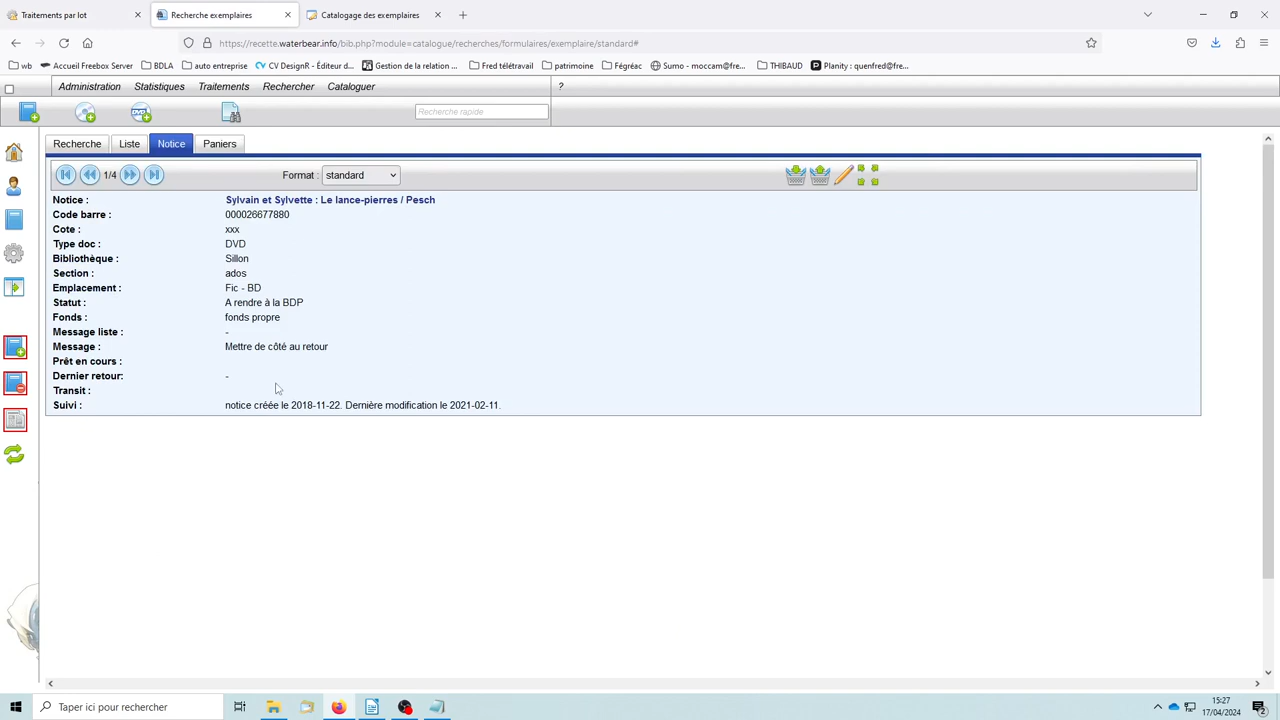 Traitements par lot
Recherche exemplaires
Catalogage des exemplaires
https://recette.waterbear.info/bib.php?module=catalogue/recherches/formulaires/exemplaire/standard#
wb
Accueil Freebox Server
BDLA
auto entreprise
CV DesignR - Éditeur d...
Gestion de la relation ...
Fred télétravail
patrimoine
Fégréac
Sumo - moccam@fre...
THIBAUD
Planity : quenfred@fre...
Administration Statistiques Traitements Rechercher Cataloguer ?
DVD
Recherche rapide
Recherche Liste Notice Paniers
1/4 Format : standard
Notice : Sylvain et Sylvette : Le lance-pierres / Pesch
Code barre : 000026677880
Cote : xxx
Type doc : DVD
Bibliothèque : Sillon
Section : ados
Emplacement : Fic - BD
Statut : A rendre à la BDP
Fonds : fonds propre
Message liste : -
Message : Mettre de côté au retour
Prêt en cours :
Dernier retour: -
Transit :
Suivi : notice créée le 2018-11-22. Dernière modification le 2021-02-11.
Taper ici pour rechercher
15:27
17/04/2024
2